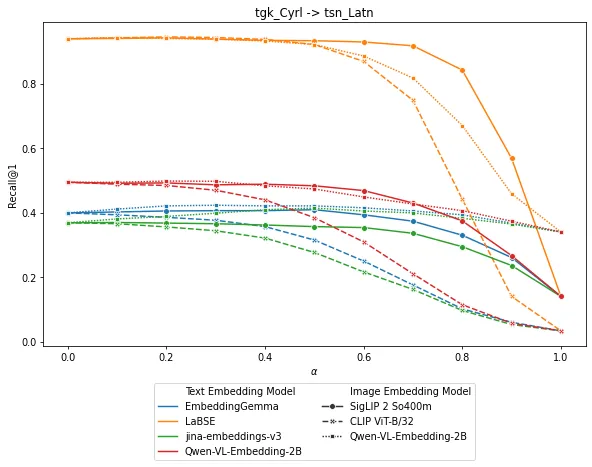 tgk_Cyrl -> tsn_Latn
Recall@1
0.8
0.6
0.4
0.2
0.0
0.0 0.2 0.4 0.6 0.8 1.0
α
Text Embedding Model Image Embedding Model
EmbeddingGemma SigLIP 2 So400m
LaBSE CLIP ViT-B/32
jina-embeddings-v3 Qwen-VL-Embedding-2B
Qwen-VL-Embedding-2B